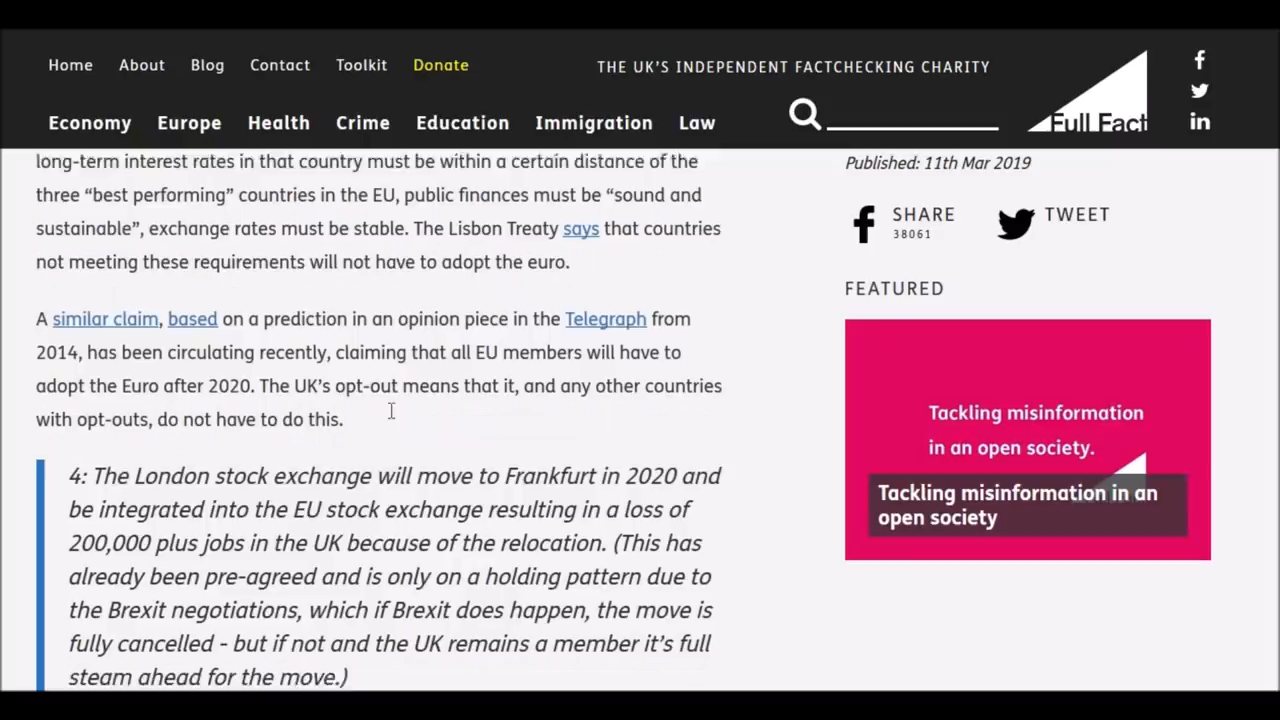 Home About Blog Contact Toolkit Donate
THE UK'S INDEPENDENT FACTCHECKING CHARITY
Economy Europe Health Crime Education Immigration Law
Full Fact
long-term interest rates in that country must be within a certain distance of the
three “best performing” countries in the EU, public finances must be “sound and
sustainable”, exchange rates must be stable. The Lisbon Treaty says that countries
not meeting these requirements will not have to adopt the euro.
A similar claim, based on a prediction in an opinion piece in the Telegraph from
2014, has been circulating recently, claiming that all EU members will have to
adopt the Euro after 2020. The UK’s opt-out means that it, and any other countries
with opt-outs, do not have to do this.
4: The London stock exchange will move to Frankfurt in 2020 and
be integrated into the EU stock exchange resulting in a loss of
200,000 plus jobs in the UK because of the relocation. (This has
already been pre-agreed and is only on a holding pattern due to
the Brexit negotiations, which if Brexit does happen, the move is
fully cancelled - but if not and the UK remains a member it’s full
steam ahead for the move.)
Published: 11th Mar 2019
SHARE
38061
TWEET
FEATURED
Tackling misinformation
in an open society.
Tackling misinformation in an
open society